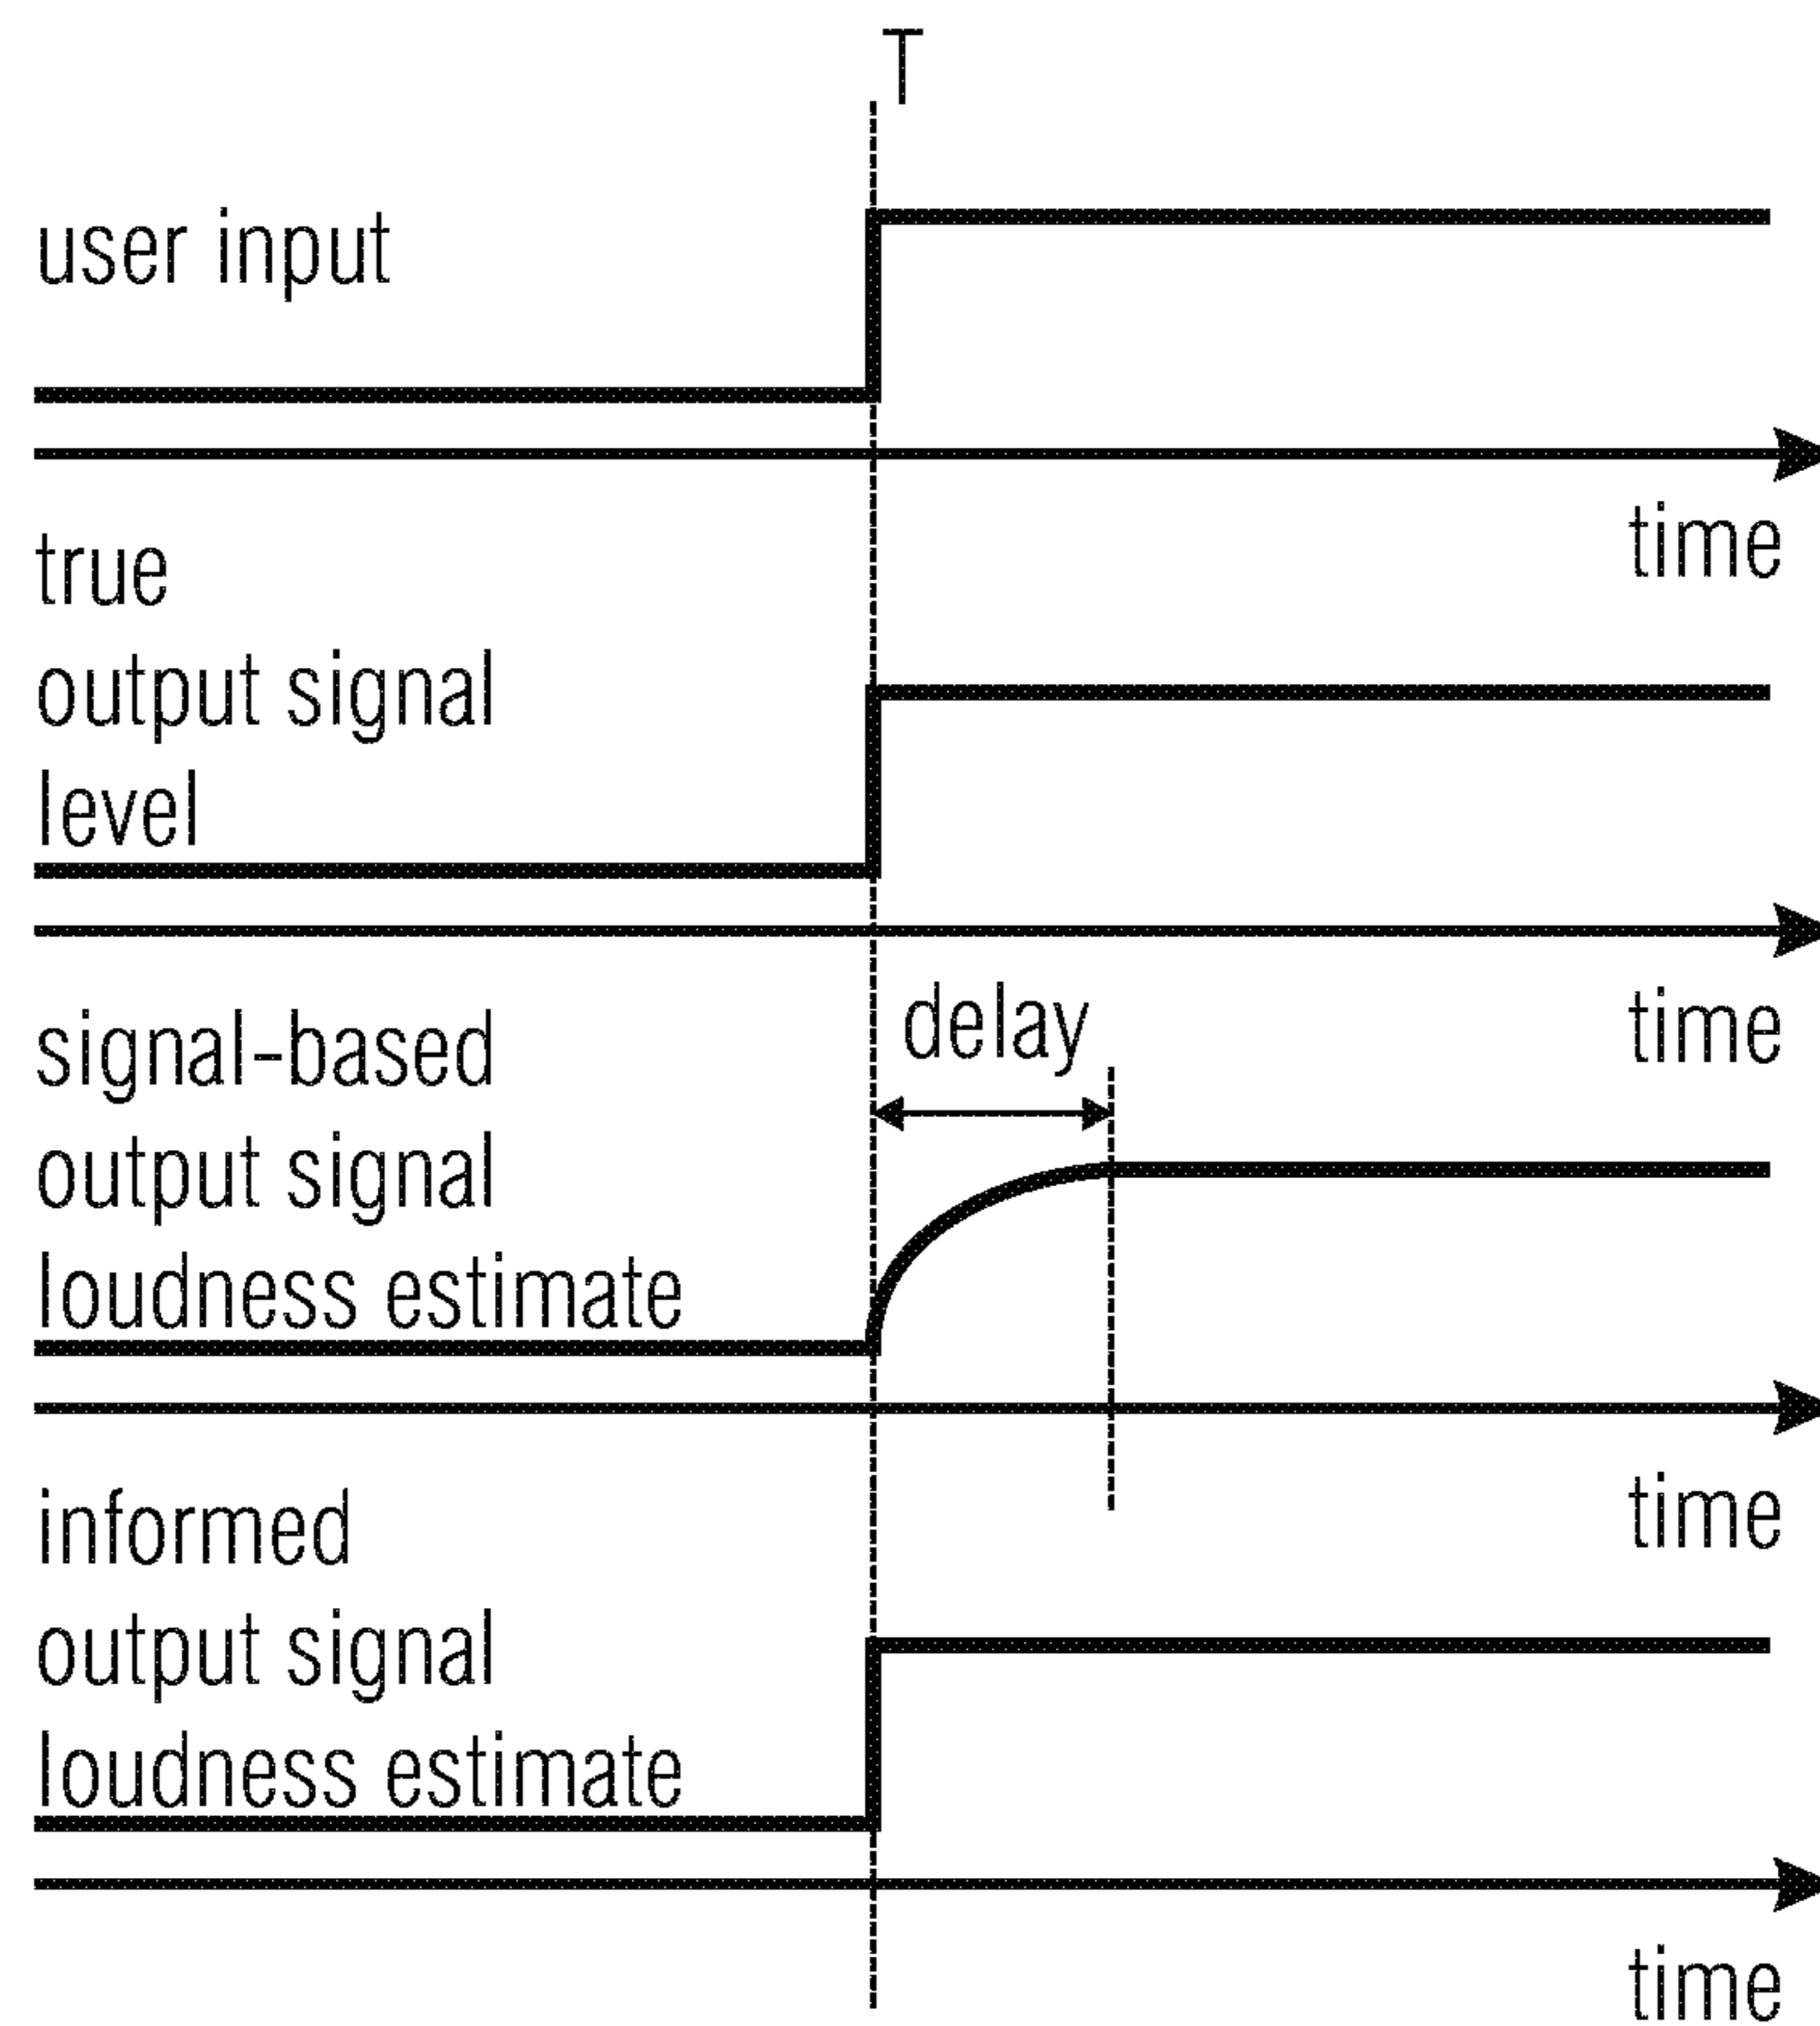 T
user input
time
true
output signal
level
time
delay
signal-based
output signal
loudness estimate
time
informed
output signal
loudness estimate
time